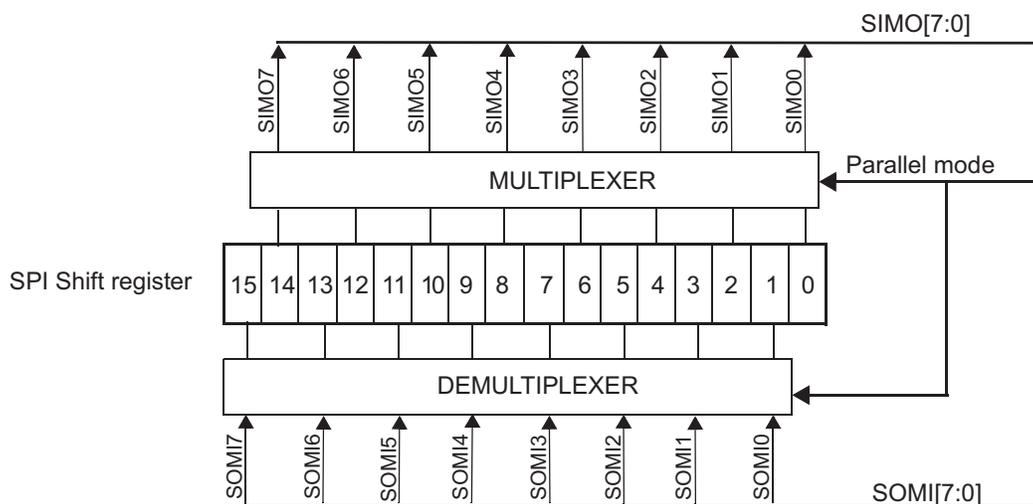 SIMO[7:0]
SIMO7
SIMO6
SIMO5
SIMO4
SIMO3
SIMO2
SIMO1
SIMO0
MULTIPLEXER
Parallel mode
SPI Shift register
15 14 13 12 11 10 9 8 7 6 5 4 3 2 1 0
DEMULTIPLEXER
SOMI7
SOMI6
SOMI5
SOMI4
SOMI3
SOMI2
SOMI1
SOMI0
SOMI[7:0]